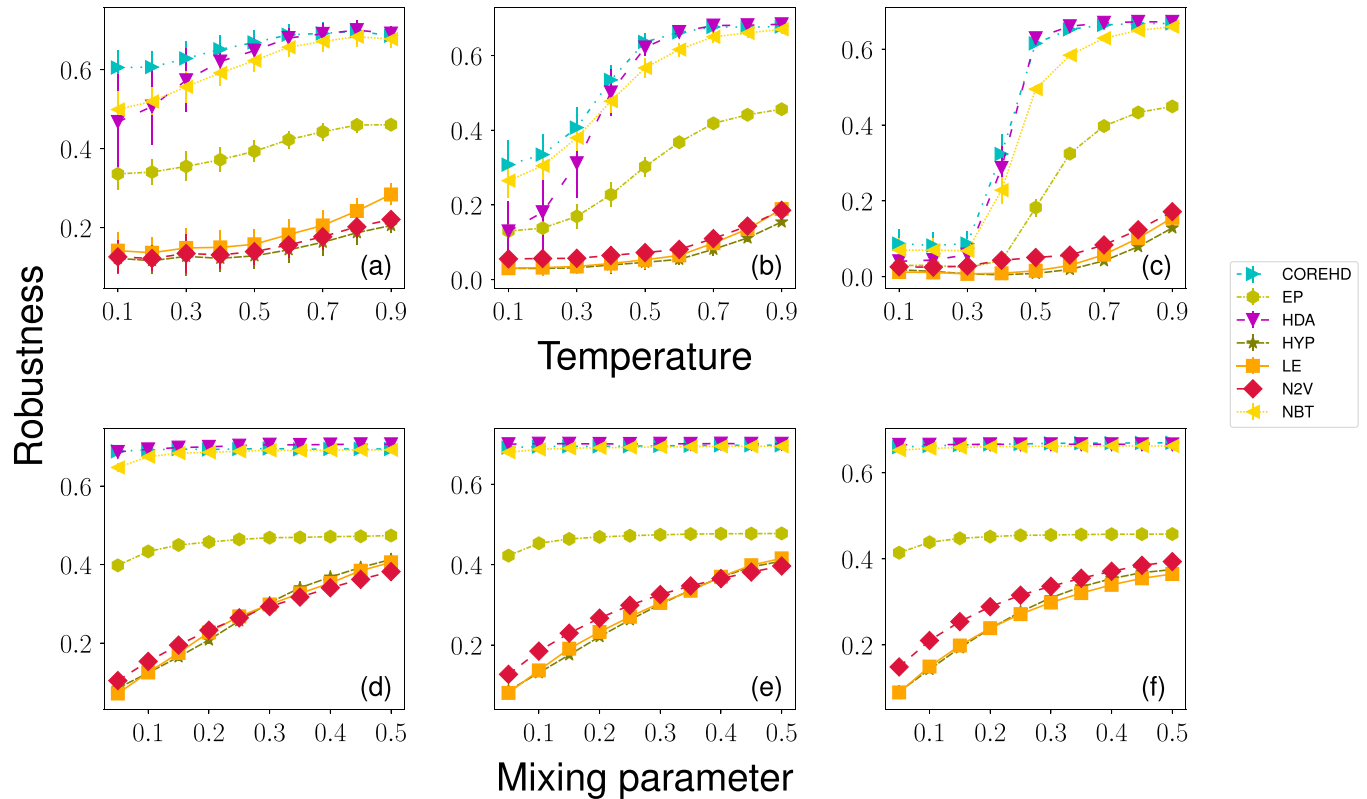 0.6
0.4
0.2
0.1 0.3 0.5 0.7 0.9
(a)
0.6
0.4
0.2
0.0
0.1 0.3 0.5 0.7 0.9
(b)
0.6
0.4
0.2
0.0
0.1 0.3 0.5 0.7 0.9
(c)
Temperature
Robustness
COREHD
EP
HDA
HYP
LE
N2V
NBT
0.6
0.4
0.2
0.1 0.2 0.3 0.4 0.5
(d)
0.6
0.4
0.2
0.1 0.2 0.3 0.4 0.5
(e)
0.6
0.4
0.2
0.1 0.2 0.3 0.4 0.5
(f)
Mixing parameter